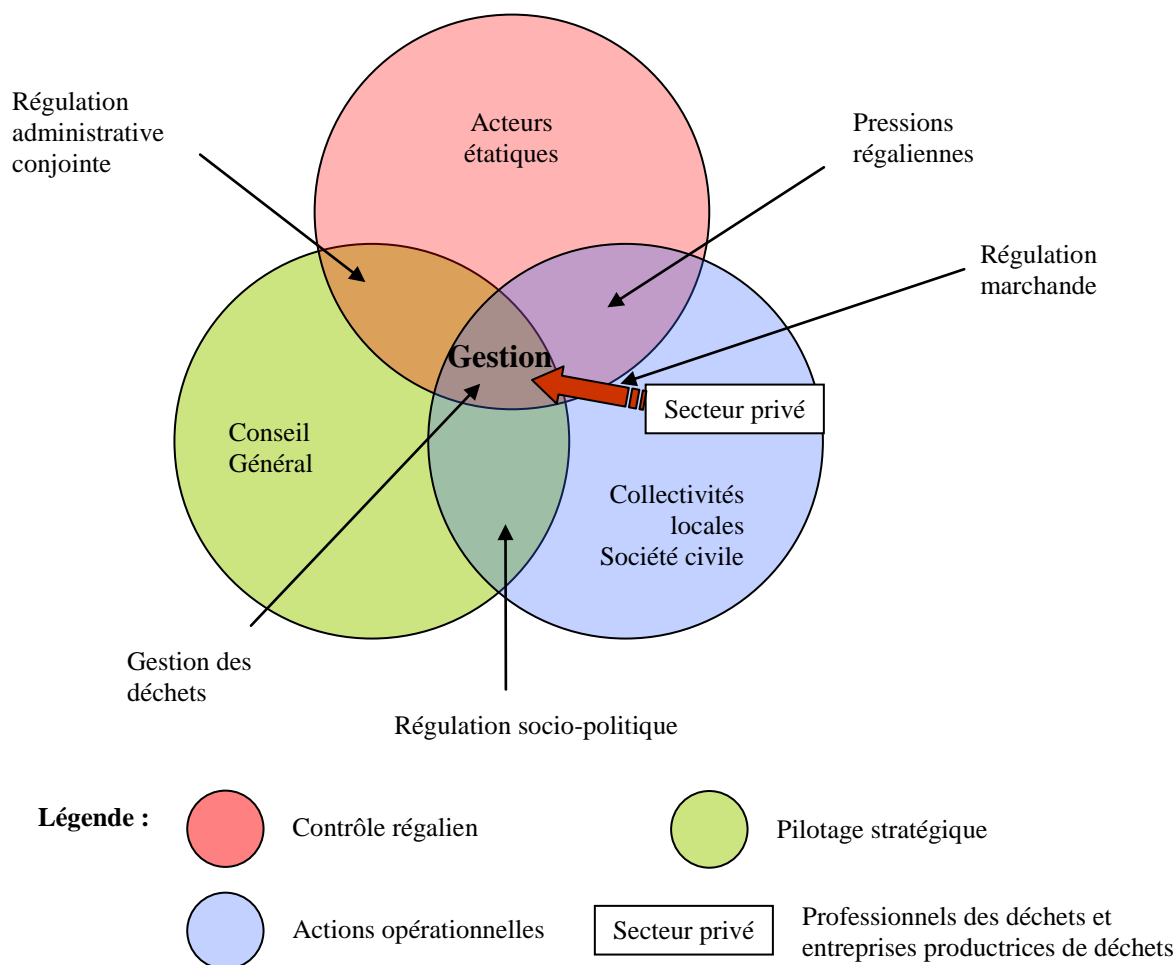 Régulation
administrative
conjointe
Acteurs
étatiques
Pressions
régaliennes
Régulation
marchande
Gestion
Secteur privé
Conseil
Général
Collectivités
locales
Société civile
Gestion des
déchets
Régulation socio-politique
Légende :
Contrôle régalien
Pilotage stratégique
Actions opérationnelles
Secteur privé
Professionnels des déchets et
entreprises productrices de déchets